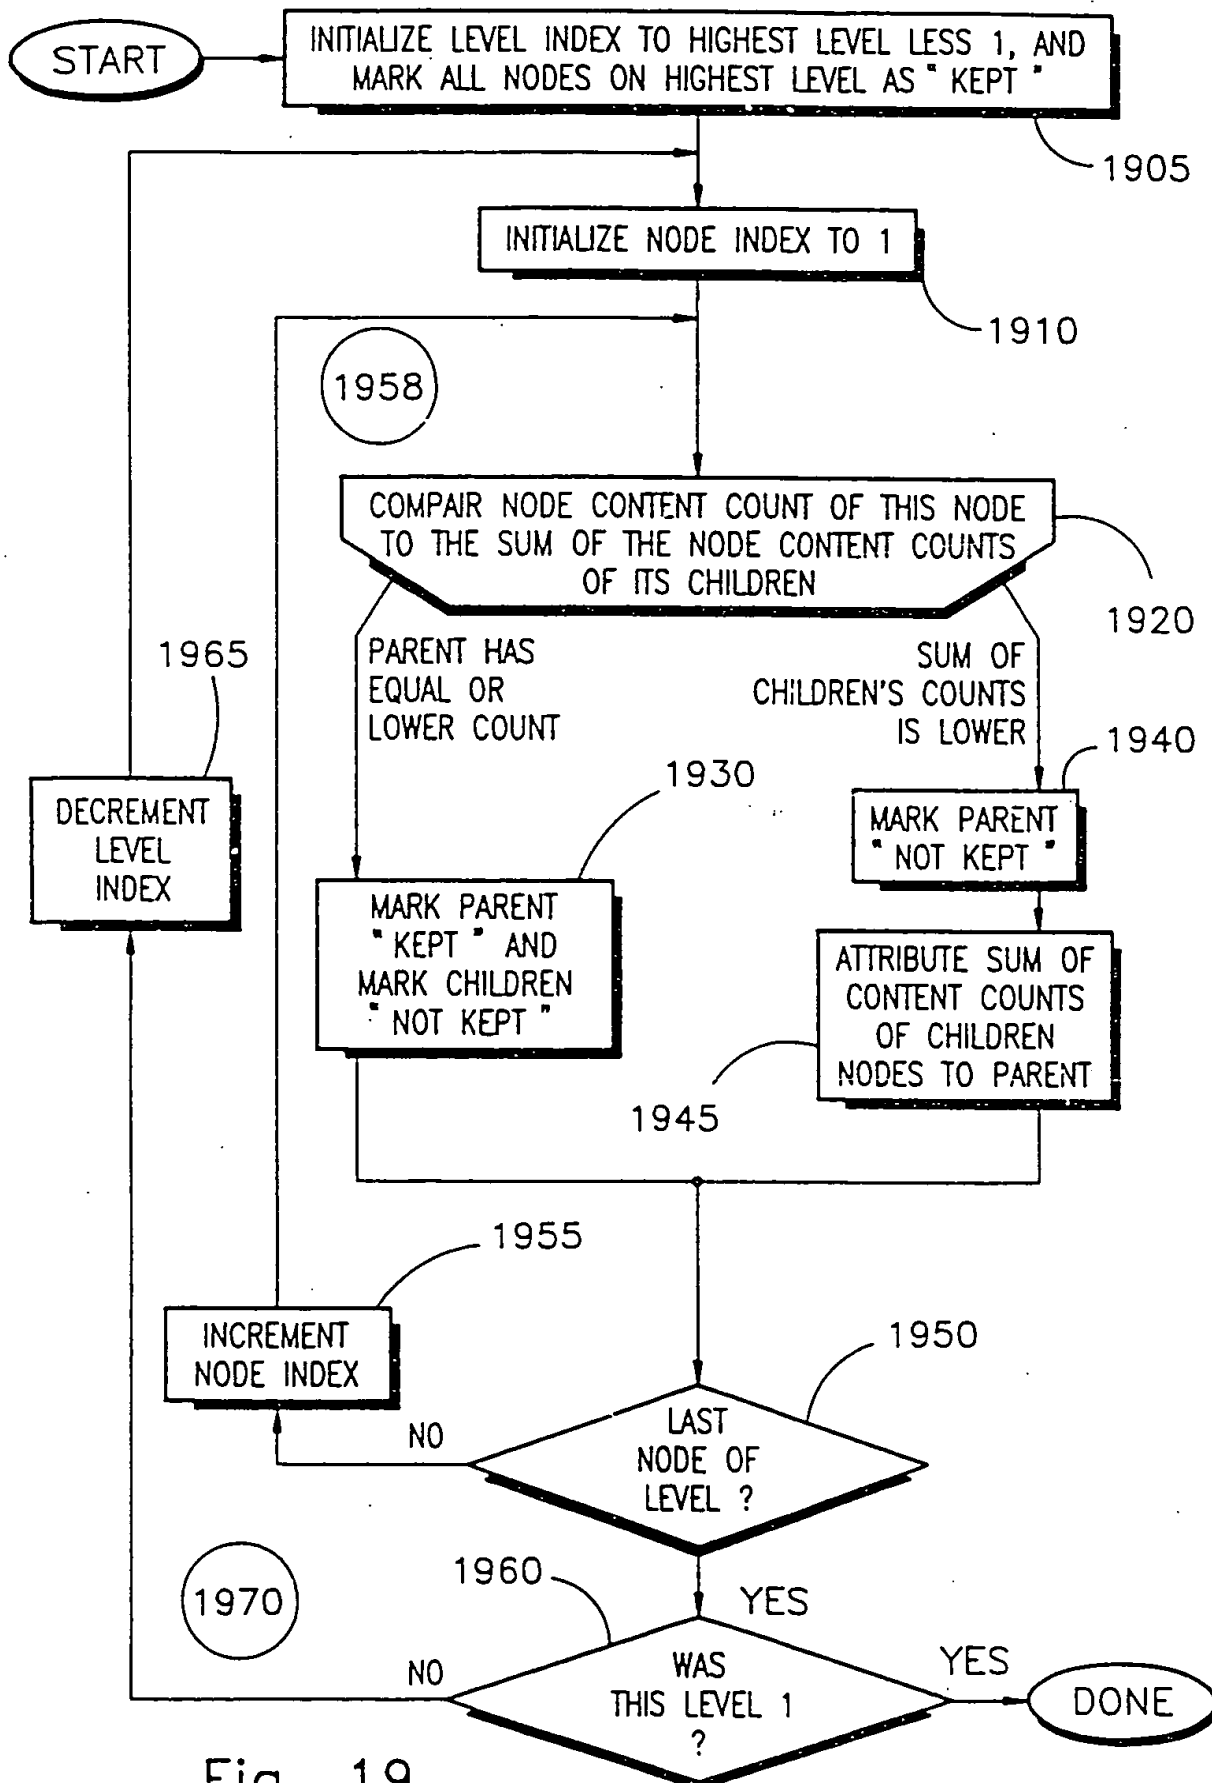 START
INITIALIZE LEVEL INDEX TO HIGHEST LEVEL LESS 1, AND
MARK ALL NODES ON HIGHEST LEVEL AS " KEPT "
1905
INITIALIZE NODE INDEX TO 1
1910
1958
COMPAIR NODE CONTENT COUNT OF THIS NODE
TO THE SUM OF THE NODE CONTENT COUNTS
OF ITS CHILDREN
1920
PARENT HAS
EQUAL OR
LOWER COUNT
SUM OF
CHILDREN'S COUNTS
IS LOWER
1965
DECREMENT
LEVEL
INDEX
1930
MARK PARENT
" KEPT " AND
MARK CHILDREN
" NOT KEPT "
1940
MARK PARENT
" NOT KEPT "
ATTRIBUTE SUM OF
CONTENT COUNTS
OF CHILDREN
NODES TO PARENT
1945
1955
INCREMENT
NODE INDEX
1950
LAST
NODE OF
LEVEL ?
NO
YES
1970
1960
WAS
THIS LEVEL 1
?
NO
YES
DONE
Fig. 19